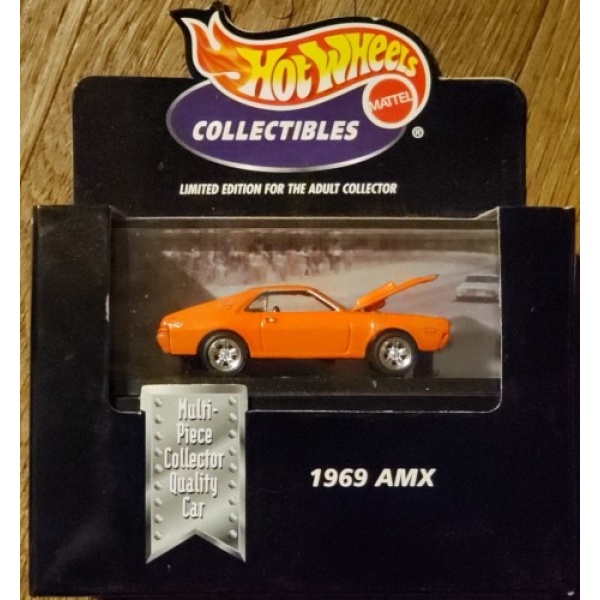 Hot Wheels
MATTEL
COLLECTIBLES
®
LIMITED EDITION FOR THE ADULT COLLECTOR
Multi-
Piece
Collector
Quality
Car
1969 AMX